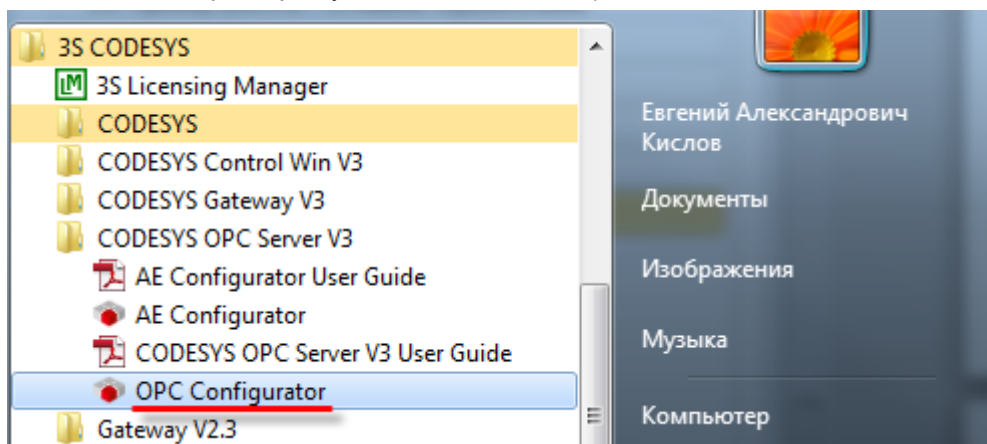 3S CODESYS
3S Licensing Manager
CODESYS
CODESYS Control Win V3
CODESYS Gateway V3
CODESYS OPC Server V3
AE Configurator User Guide
AE Configurator
CODESYS OPC Server V3 User Guide
OPC Configurator
Gateway V2.3
Евгений Александрович
Кислов
Документы
Изображения
Музыка
Компьютер